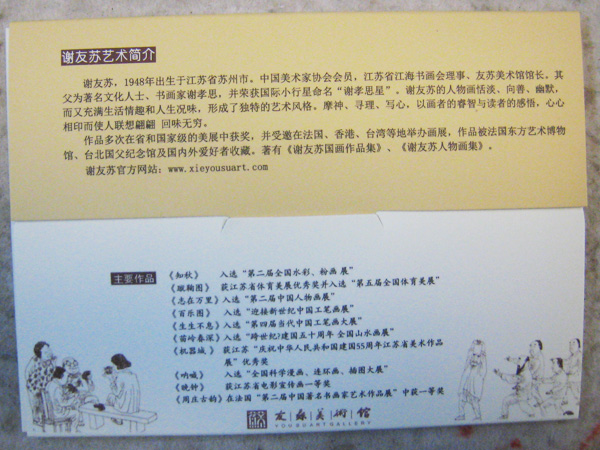 谢友苏艺术简介
谢友苏，1948年出生于江苏省苏州市。中国美术家协会会员，江苏省江海书画会理事、友苏美术馆馆长。其
父为著名文化人士、书画家谢孝思，并荣获国际小行星命名“谢孝思星”。谢友苏的人物画恬淡、向善、幽默，
而又充满生活情趣和人生况味，形成了独特的艺术风格。摩神、寻理、写心，以画者的睿智与读者的感悟，心心
相印而使人联想翩翩 回味无穷。
作品多次在省和国家级的美展中获奖，并受邀在法国、香港、台湾等地举办画展，作品被法国东方艺术博物
馆、台北国父纪念馆及国内外爱好者收藏。著有《谢友苏国画作品集》、《谢友苏人物画集》。
谢友苏官方网站：www.xieyousuart.com
主要作品
《知秋》 入选“第二届全国水彩、粉画展”
《蹴鞠图》 获江苏省体育美展优秀奖并入选“第五届全国体育美展”
《志在万里》入选“第二届中国人物画展”
《百乐图》 入选“迎接新世纪中国工笔画展”
《生生不息》入选“第四届当代中国工笔画大展”
《苗岭春深》入选“跨世纪?建国五十周年 全国山水画展”
《机器城 》 获江苏“庆祝中华人民共和国建国55周年江苏省美术作品
展”优秀奖
《呐喊》 入选“全国科学漫画、连环画、插图大展”
《晚钟》 获江苏省电影宣传画一等奖
《周庄古韵》在法国“第二届中国著名书画家艺术作品展”中获一等奖
友苏美術館
YOUSUART GALLERY